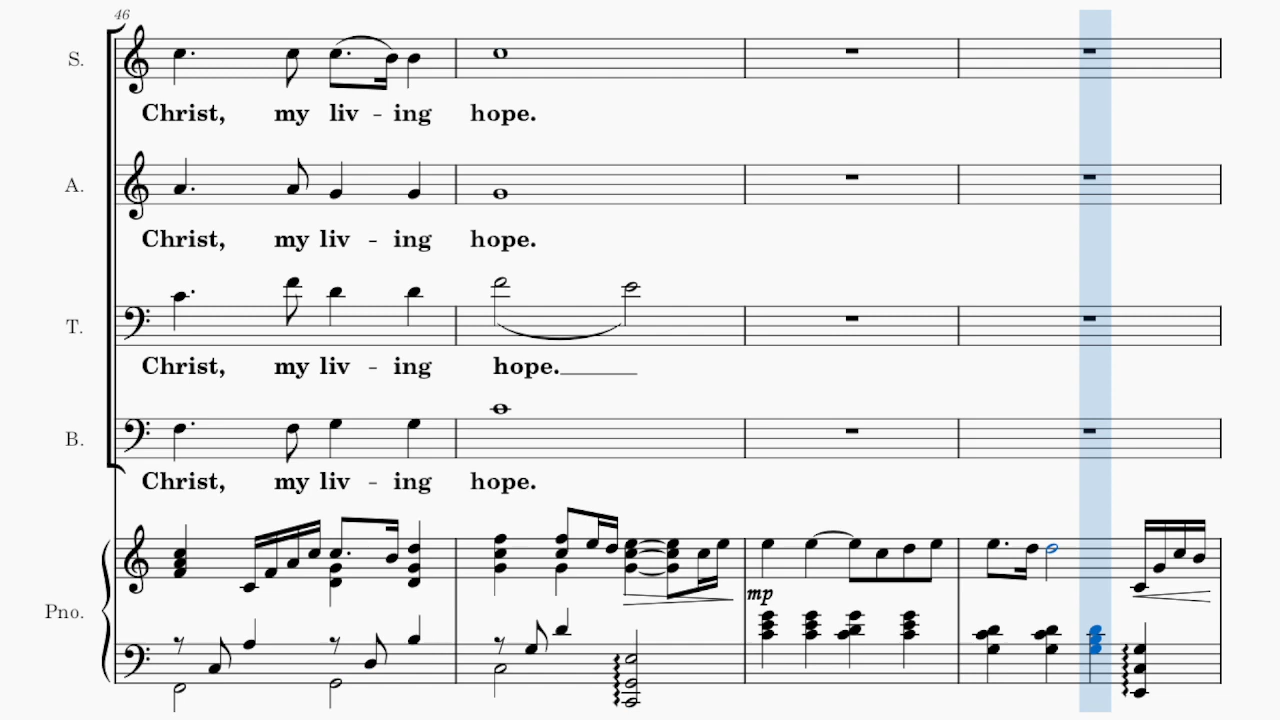 46
S.
Christ, my liv - ing hope.
A.
Christ, my liv - ing hope.
T.
Christ, my liv - ing hope.
B.
Christ, my liv - ing hope.
Pno.
mp